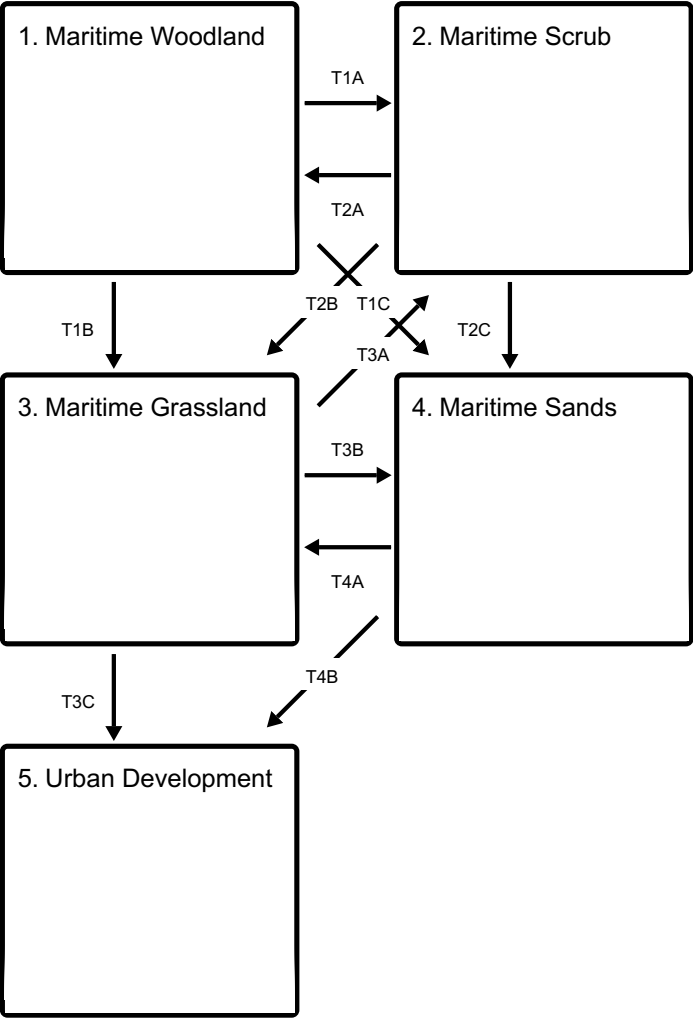 1. Maritime Woodland
2. Maritime Scrub
T1A
T2A
T2B
T1C
T1B
T2C
T3A
3. Maritime Grassland
4. Maritime Sands
T3B
T4A
T4B
T3C
5. Urban Development